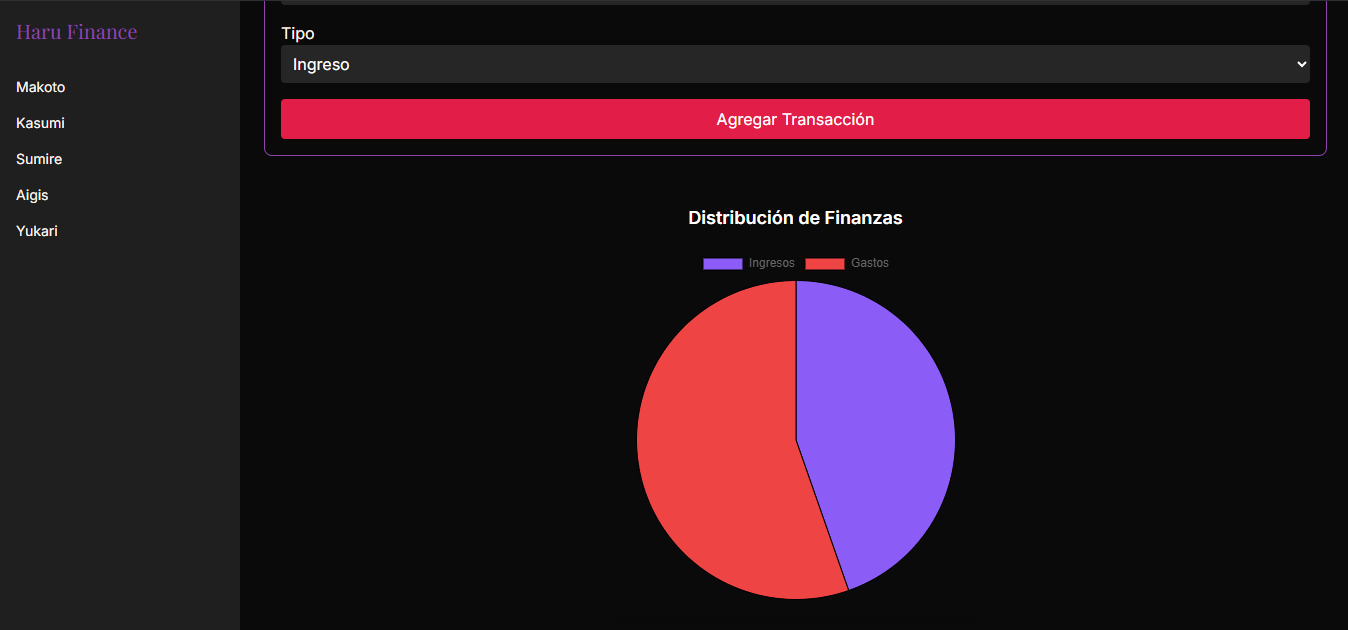 Haru Finance
Makoto
Kasumi
Sumire
Aigis
Yukari
Tipo
Ingreso
Agregar Transacción
Distribución de Finanzas
Ingresos Gastos